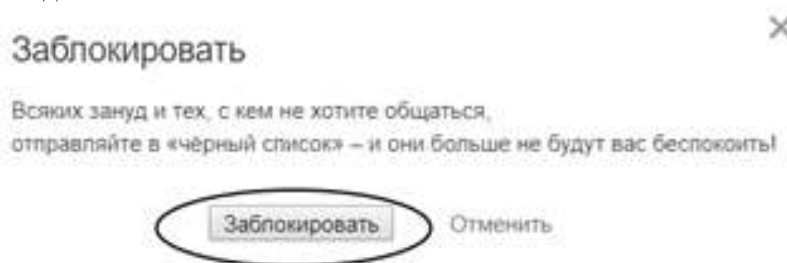 Заблокировать
Всяких зануд и тех, с кем не хотите общаться,
отправляйте в «чёрный список» – и они больше не будут вас беспокоить!
Заблокировать Отменить